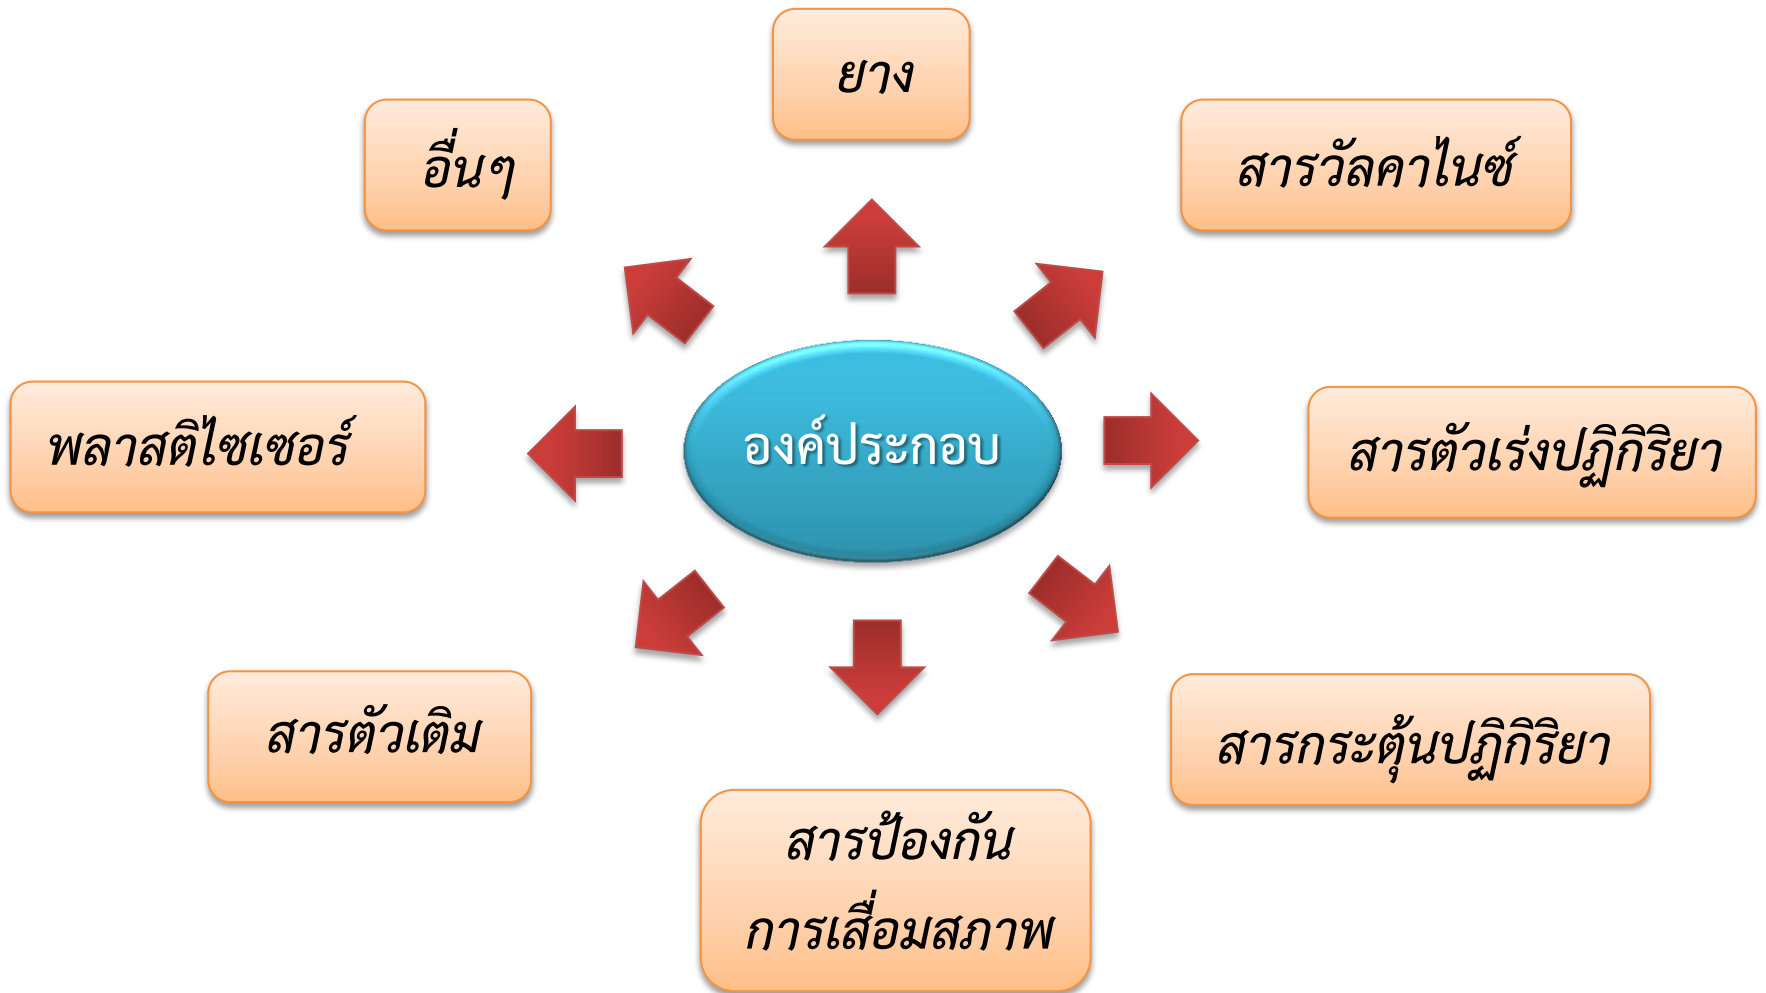 ยาง
อื่นๆ
สารวัลคาไนซ์
พลาสติไซเซอร์
องค์ประกอบ
สารตัวเร่งปฏิกิริยา
สารตัวเติม
สารกระตุ้นปฏิกิริยา
สารป้องกัน
การเสื่อมสภาพ